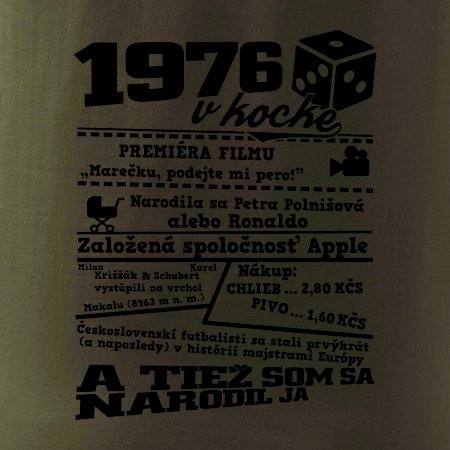 1976
v kocke
PREMIÉRA FILMU
„Marečku, podejte mi pero!”
Narodila sa Petra Polnišová
alebo Ronaldo
Založená spoločnosť Apple
Milan Karel
Kriššák & Schubert
vystúpili na vrchol
Makalu (8463 m n. m.)
Nákup:
CHLIEB ... 2,80 KČS
PIVO ... 1,60 KČS
Československí futbalisti sa stali prvýkrát
(a naposledy) v histórií majstrami Európy
A TIEŽ SOM SA
NARODIL JA